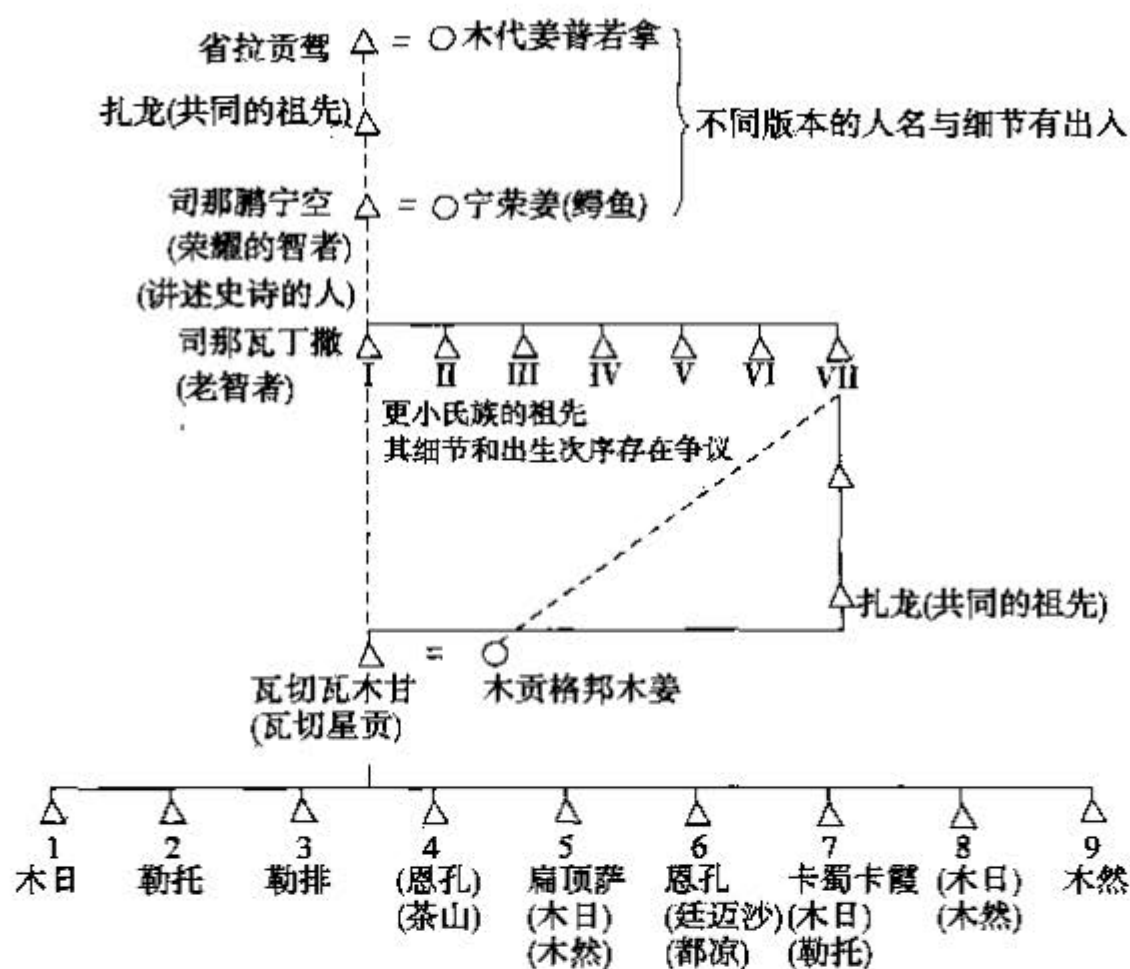 省拉贡驾 = 木代姜普若拿
扎龙(共同的祖先)
不同版本的人名与细节有出入
司那鹏宁空 = 宁荣姜(鳄鱼)
(荣耀的智者)
(讲述史诗的人)
司那瓦丁撒
(老智者)
I II III IV V VI VII
更小氏族的祖先
其细节和出生次序存在争议
扎龙(共同的祖先)
=
瓦切瓦木甘 木贡格邦木姜
(瓦切星贡)
1 2 3 4 5 6 7 8 9
木日 勒托 勒排 (恩孔) 扁顶萨 恩孔 卡蜀卡霞 (木日) 木然
(茶山) (木日) (廷迈沙) (木日) (木然)
(木然) (都凉) (勒托)